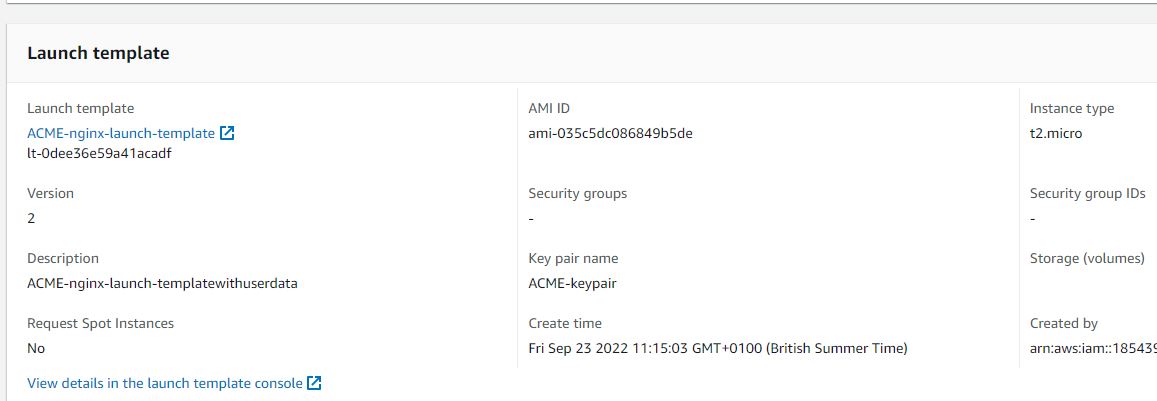 Launch template
Launch template
AMI ID
Instance type
ACME-nginx-launch-template
ami-035c5dc086849b5de
t2.micro
lt-0dee36e59a41acadf
Version
Security groups
Security group IDs
2
-
-
Description
Key pair name
Storage (volumes)
ACME-nginx-launch-templatewithuserdata
ACME-keypair
Request Spot Instances
Create time
Created by
No
Fri Sep 23 2022 11:15:03 GMT+0100 (British Summer Time)
arn:aws:iam::185439
View details in the launch template console